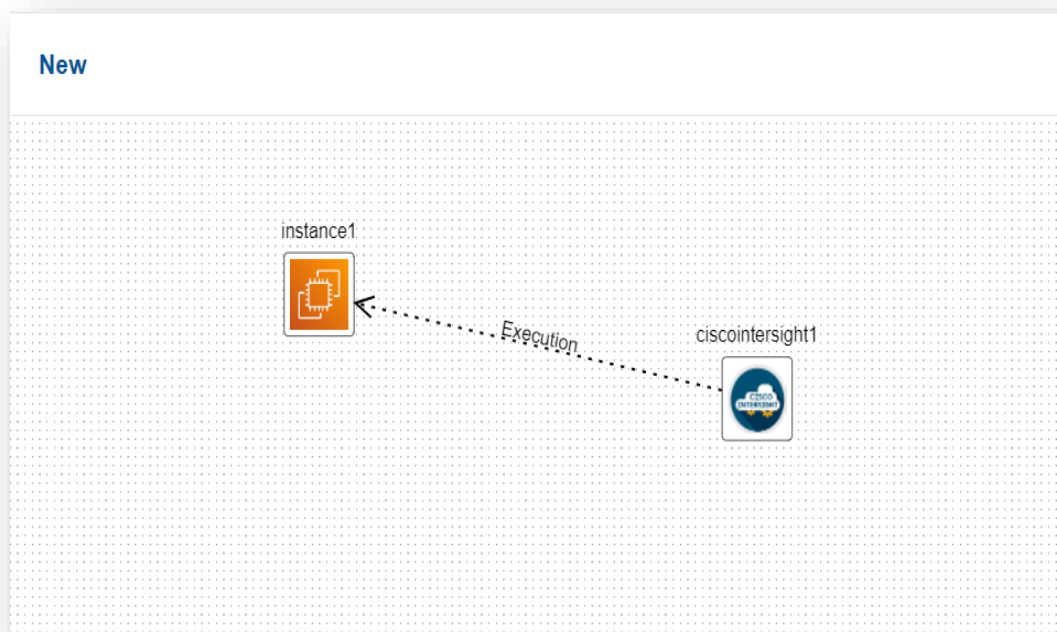 New
instance1
Execution
ciscointersight1
CISCO
INTERSIGHT